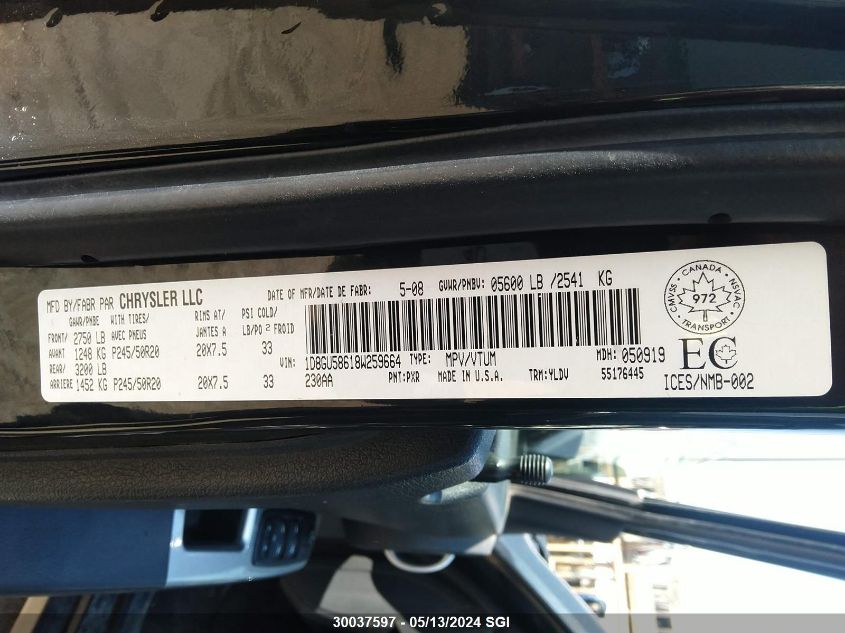 MFD BY/FABR PAR CHRYSLER LLC
DATE OF MFR/DATE DE FABR: 5-08
GVWR/PNBV: 05600 LB /2541 KG
GAWR/PNBE WITH TIRES/ RIMS AT/ PSI COLD/
FRONT/ 2750 LB AVEC PNEUS JANTES A LB/PO 2 FROID
AVANT 1248 KG P245/50R20 20X7.5 33
REAR/ 3200 LB
ARRIERE 1452 KG P245/50R20 20X7.5 33
VIN: 1D8GU58618W259664 TYPE: MPV/VTUM MDH: 050919
230AA PNT:PXR MADE IN U.S.A. TRM:YLDV 55176445
CANADA
CMVSS 972 NSVAC
TRANSPORT
EC
ICES/NMB-002
30037597 - 05/13/2024 SGI